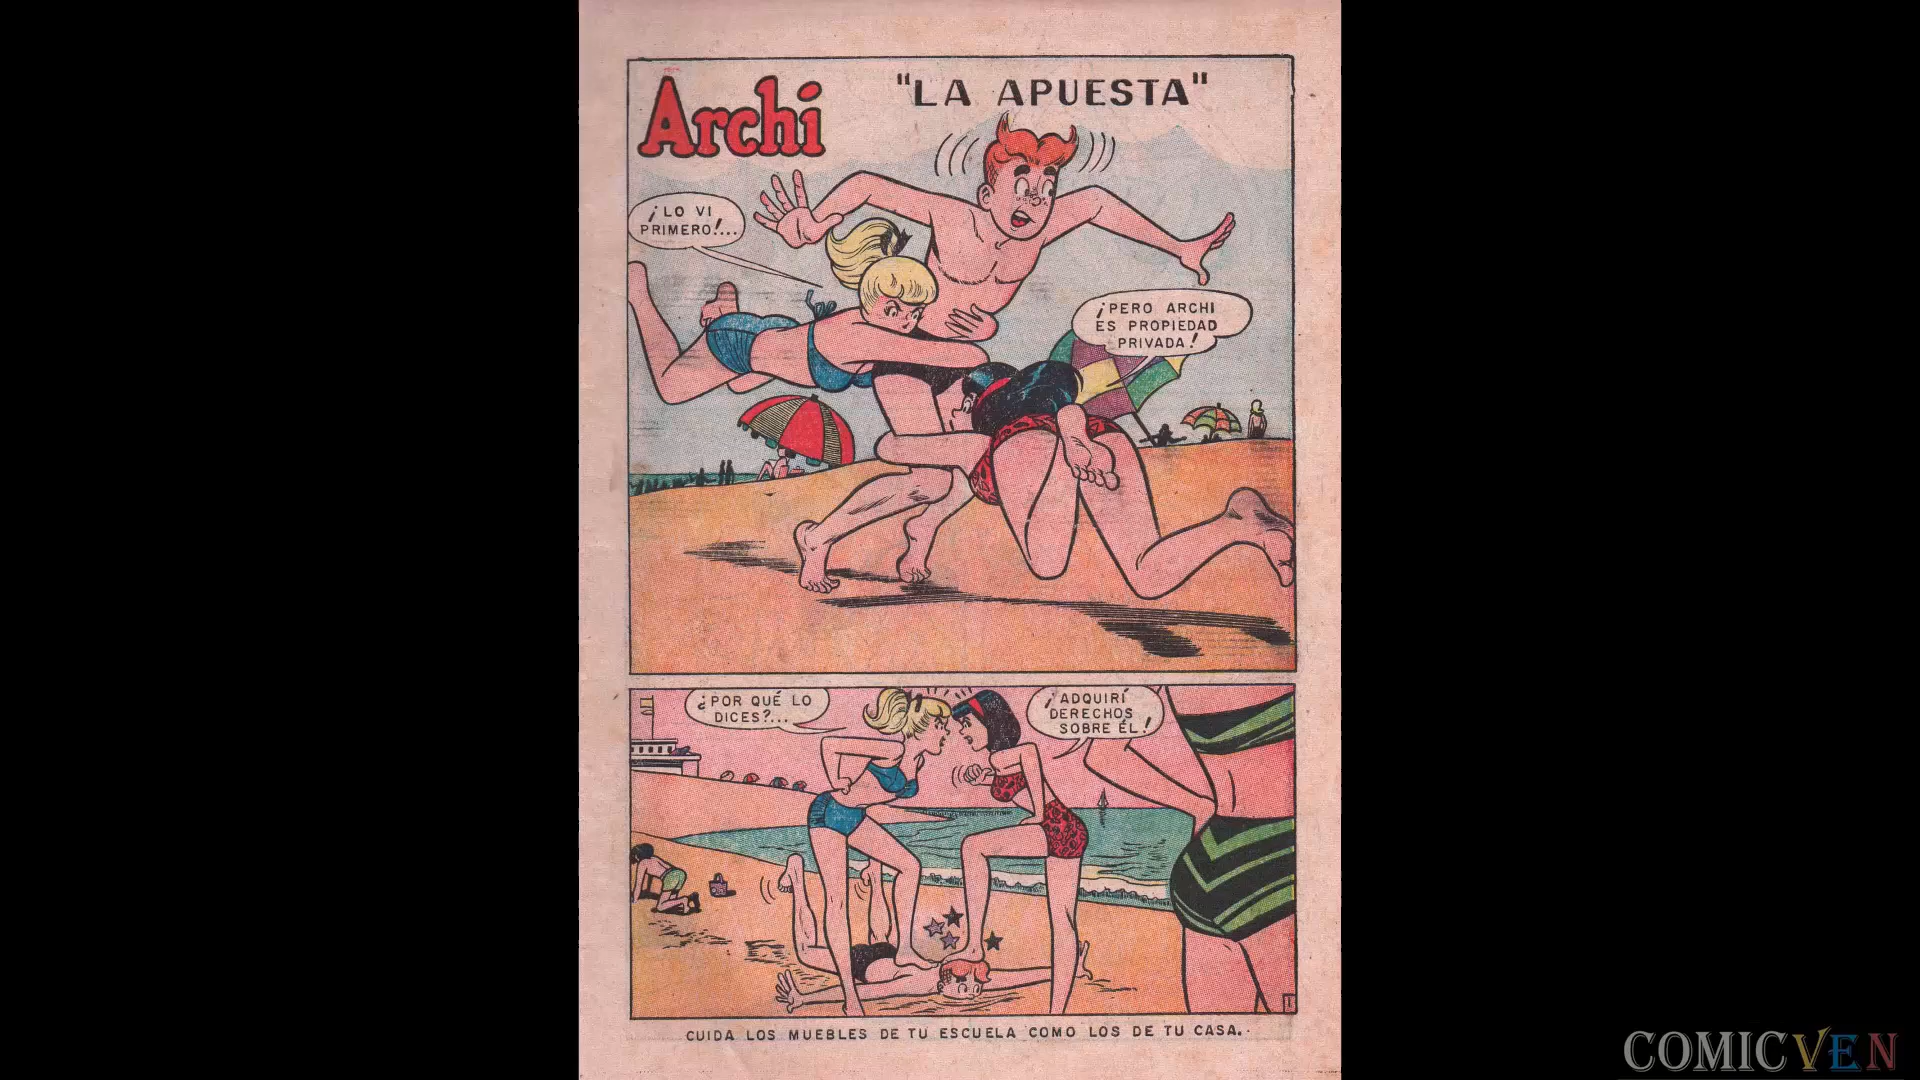 Archi
"LA APUESTA"
¡LO VI
PRIMERO!...
¡PERO ARCHI
ES PROPIEDAD
PRIVADA!
¿POR QUÉ LO
DICES?...
¡ADQUIRÍ
DERECHOS
SOBRE ÉL!
1
CUIDA LOS MUEBLES DE TU ESCUELA COMO LOS DE TU CASA.
COMICVEN